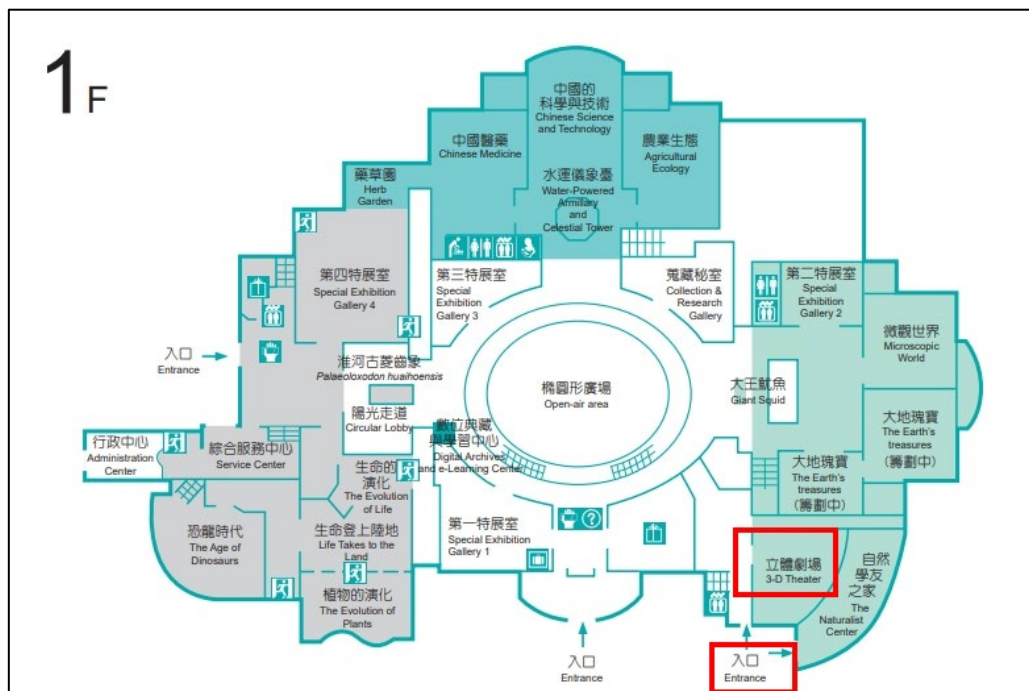 1F
中國的
科學與技術
Chinese Science
and Technology
中國醫藥
Chinese Medicine
農業生態
Agricultural
Ecology
藥草園
Herb
Garden
水運儀象臺
Water-Powered
Armillary
and
Celestial Tower
第四特展室
Special Exhibition
Gallery 4
第三特展室
Special
Exhibition
Gallery 3
蒐藏秘室
Collection &
Research
Gallery
第二特展室
Special
Exhibition
Gallery 2
微觀世界
Microscopic
World
入口
Entrance
淮河古菱齒象
Palaeoloxodon huaihoensis
橢圓形廣場
Open-air area
大王魷魚
Giant Squid
陽光走道
Circular Lobby
數位典藏
與學習中心
Digital Archives
and e-Learning Center
大地瑰寶
The Earth's
treasures
(籌劃中)
行政中心
Administration
Center
綜合服務中心
Service Center
生命的
演化
The Evolution
of Life
大地瑰寶
The Earth's
treasures
(籌劃中)
恐龍時代
The Age of
Dinosaurs
生命登上陸地
Life Takes to the
Land
第一特展室
Special Exhibition
Gallery 1
?
立體劇場
3-D Theater
自然
學友
之家
The
Naturalist
Center
植物的演化
The Evolution of
Plants
入口
Entrance
入口
Entrance